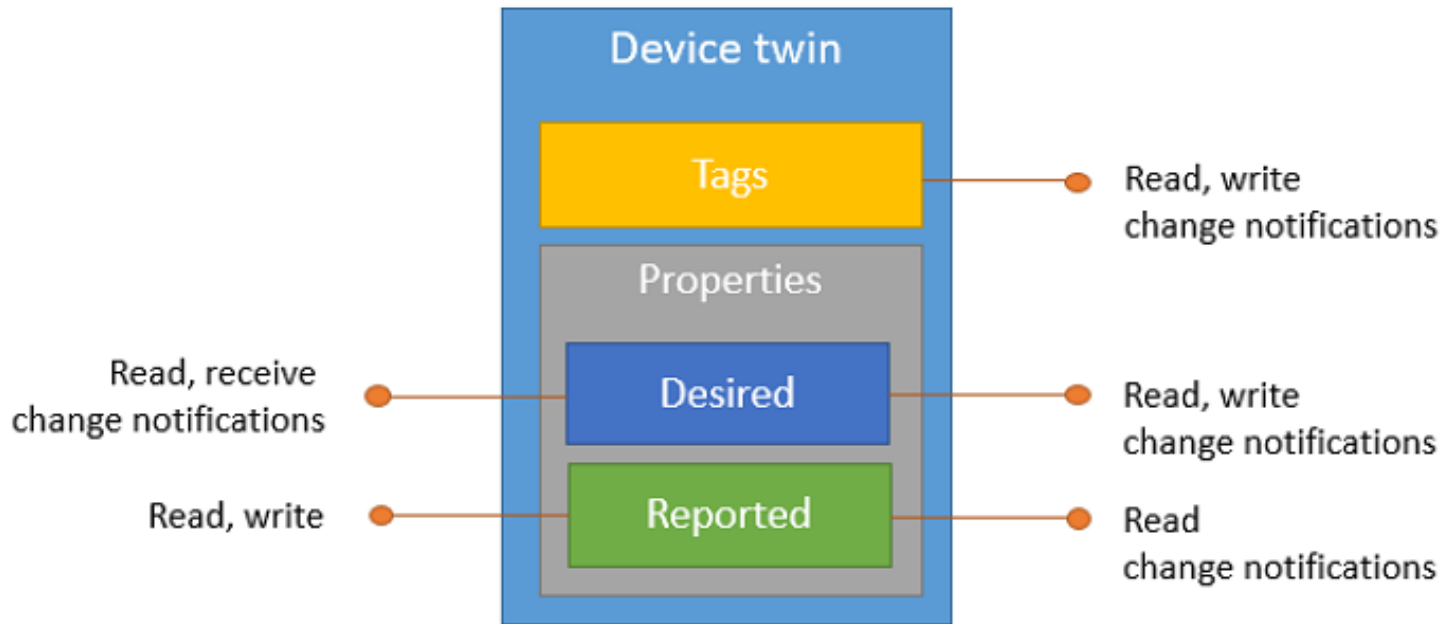 Device twin
Tags
Read, write
change notifications
Properties
Read, receive
change notifications
Desired
Read, write
change notifications
Read, write
Reported
Read
change notifications